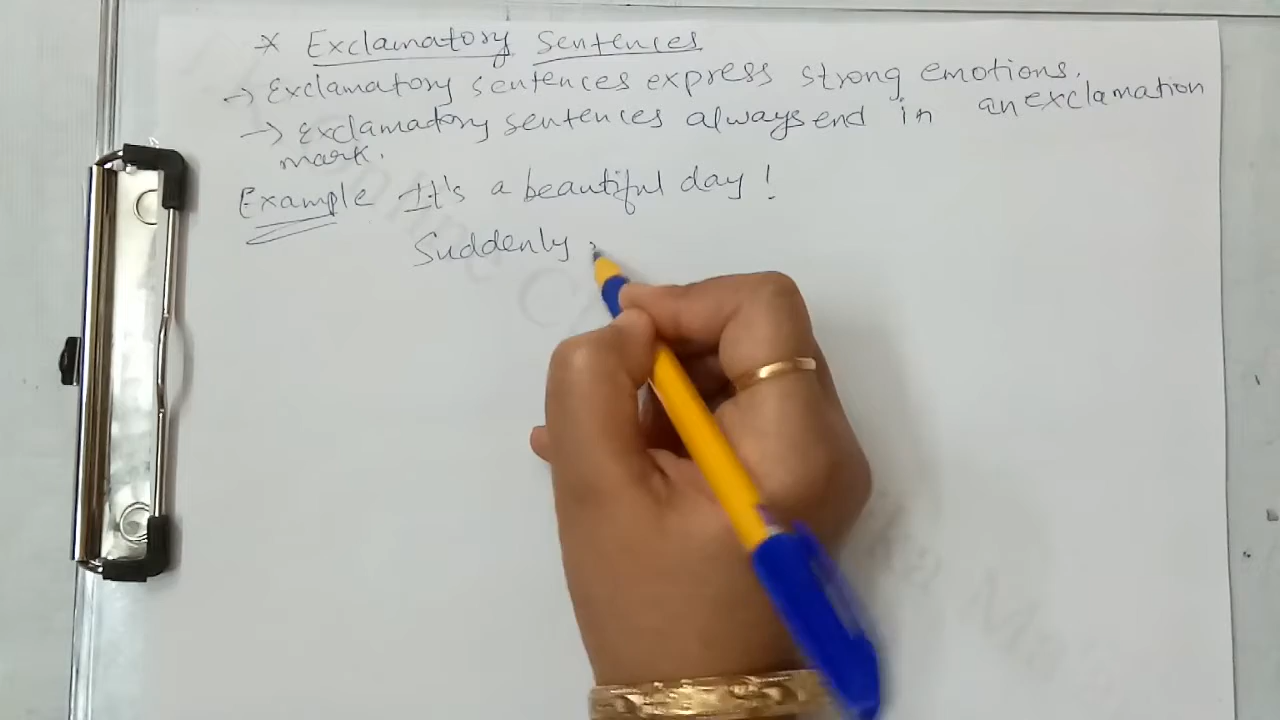 * Exclamatory Sentences
-> Exclamatory sentences express strong emotions.
-> Exclamatory sentences always end in an exclamation
mark.
Example It's a beautiful day !
Suddenly